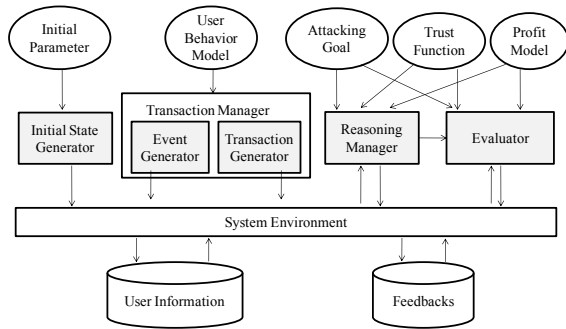 Initial
Parameter
User
Behavior
Model
Attacking
Goal
Trust
Function
Profit
Model
Transaction Manager
Initial State
Generator
Event
Generator
Transaction
Generator
Reasoning
Manager
Evaluator
System Environment
User Information
Feedbacks